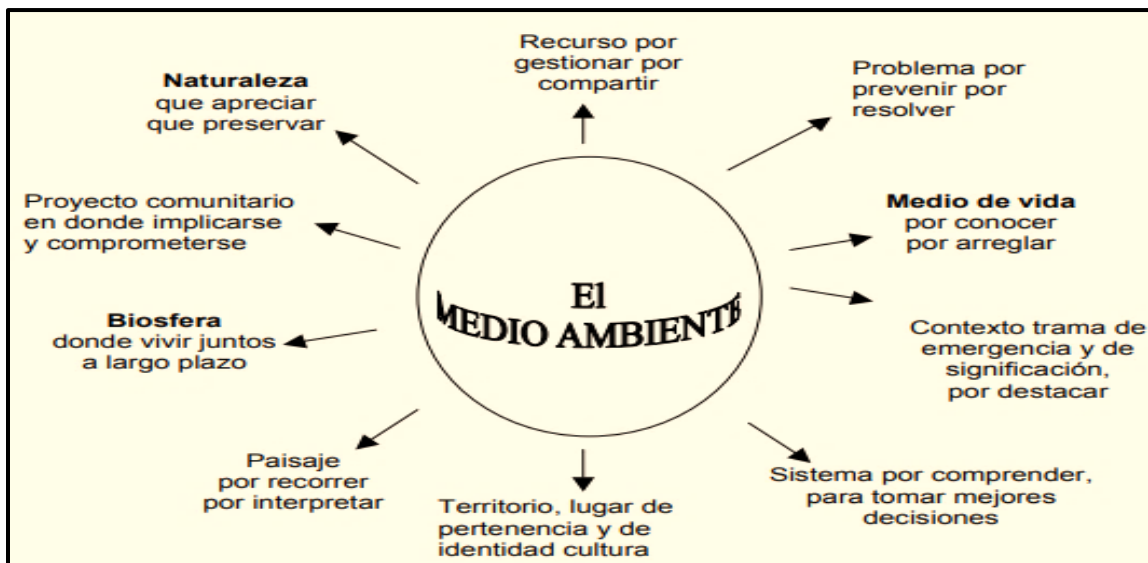 Recurso por
gestionar por
compartir
Naturaleza
que apreciar
que preservar
Problema por
prevenir por
resolver
Proyecto comunitario
en donde implicarse
y comprometerse
Medio de vida
por conocer
por arreglar
El
MEDIO AMBIENTE
Biosfera
donde vivir juntos
a largo plazo
Contexto trama de
emergencia y de
significación,
por destacar
Paisaje
por recorrer
por interpretar
Territorio, lugar de
pertenencia y de
identidad cultura
Sistema por comprender,
para tomar mejores
decisiones